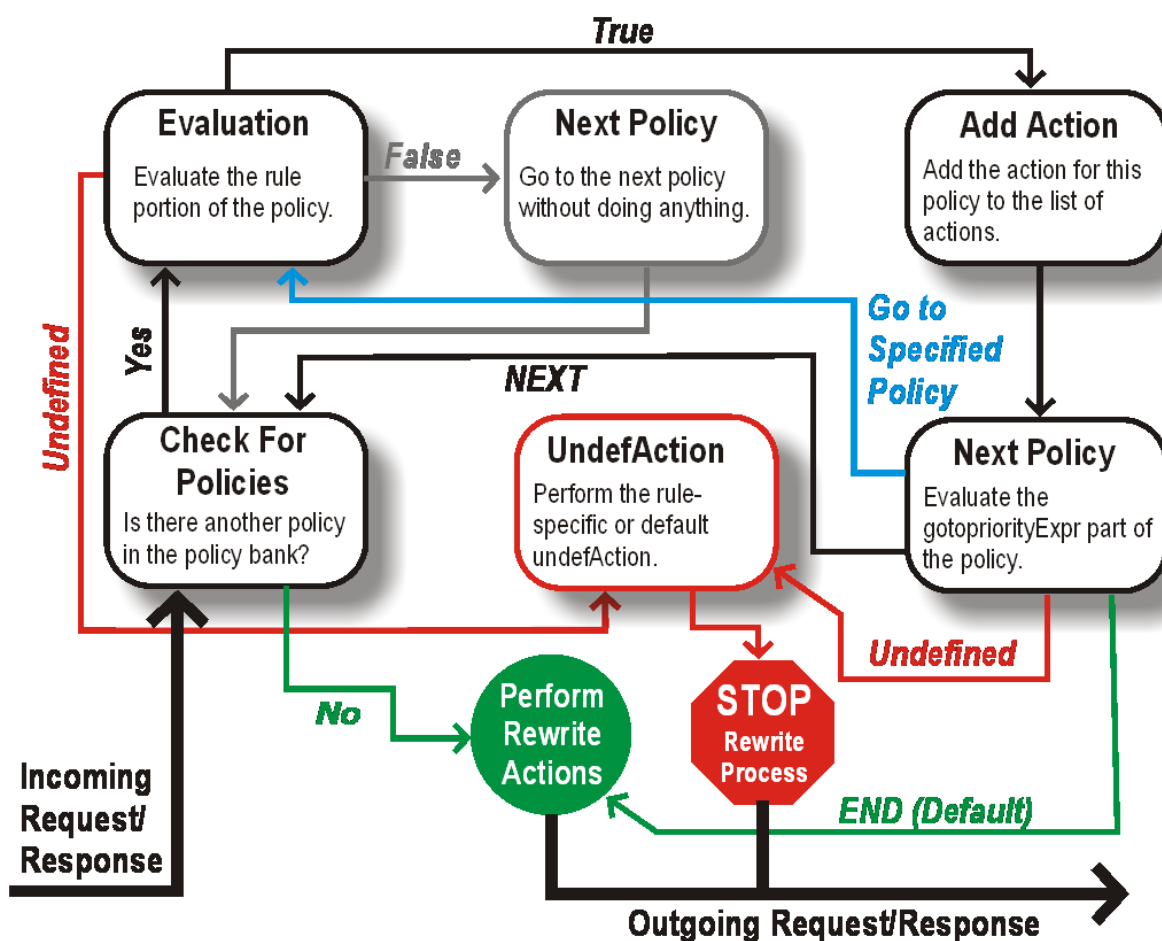 True
Evaluation
Evaluate the rule
portion of the policy.
False
Next Policy
Go to the next policy
without doing anything.
Add Action
Add the action for this
policy to the list of
actions.
Undefined
Yes
Go to
Specified
Policy
NEXT
Check For
Policies
Is there another policy
in the policy bank?
UndefAction
Perform the rule-
specific or default
undefAction.
Next Policy
Evaluate the
gotopriorityExpr part of
the policy.
Undefined
No
Perform
Rewrite
Actions
STOP
Rewrite
Process
END (Default)
Incoming
Request/
Response
Outgoing Request/Response